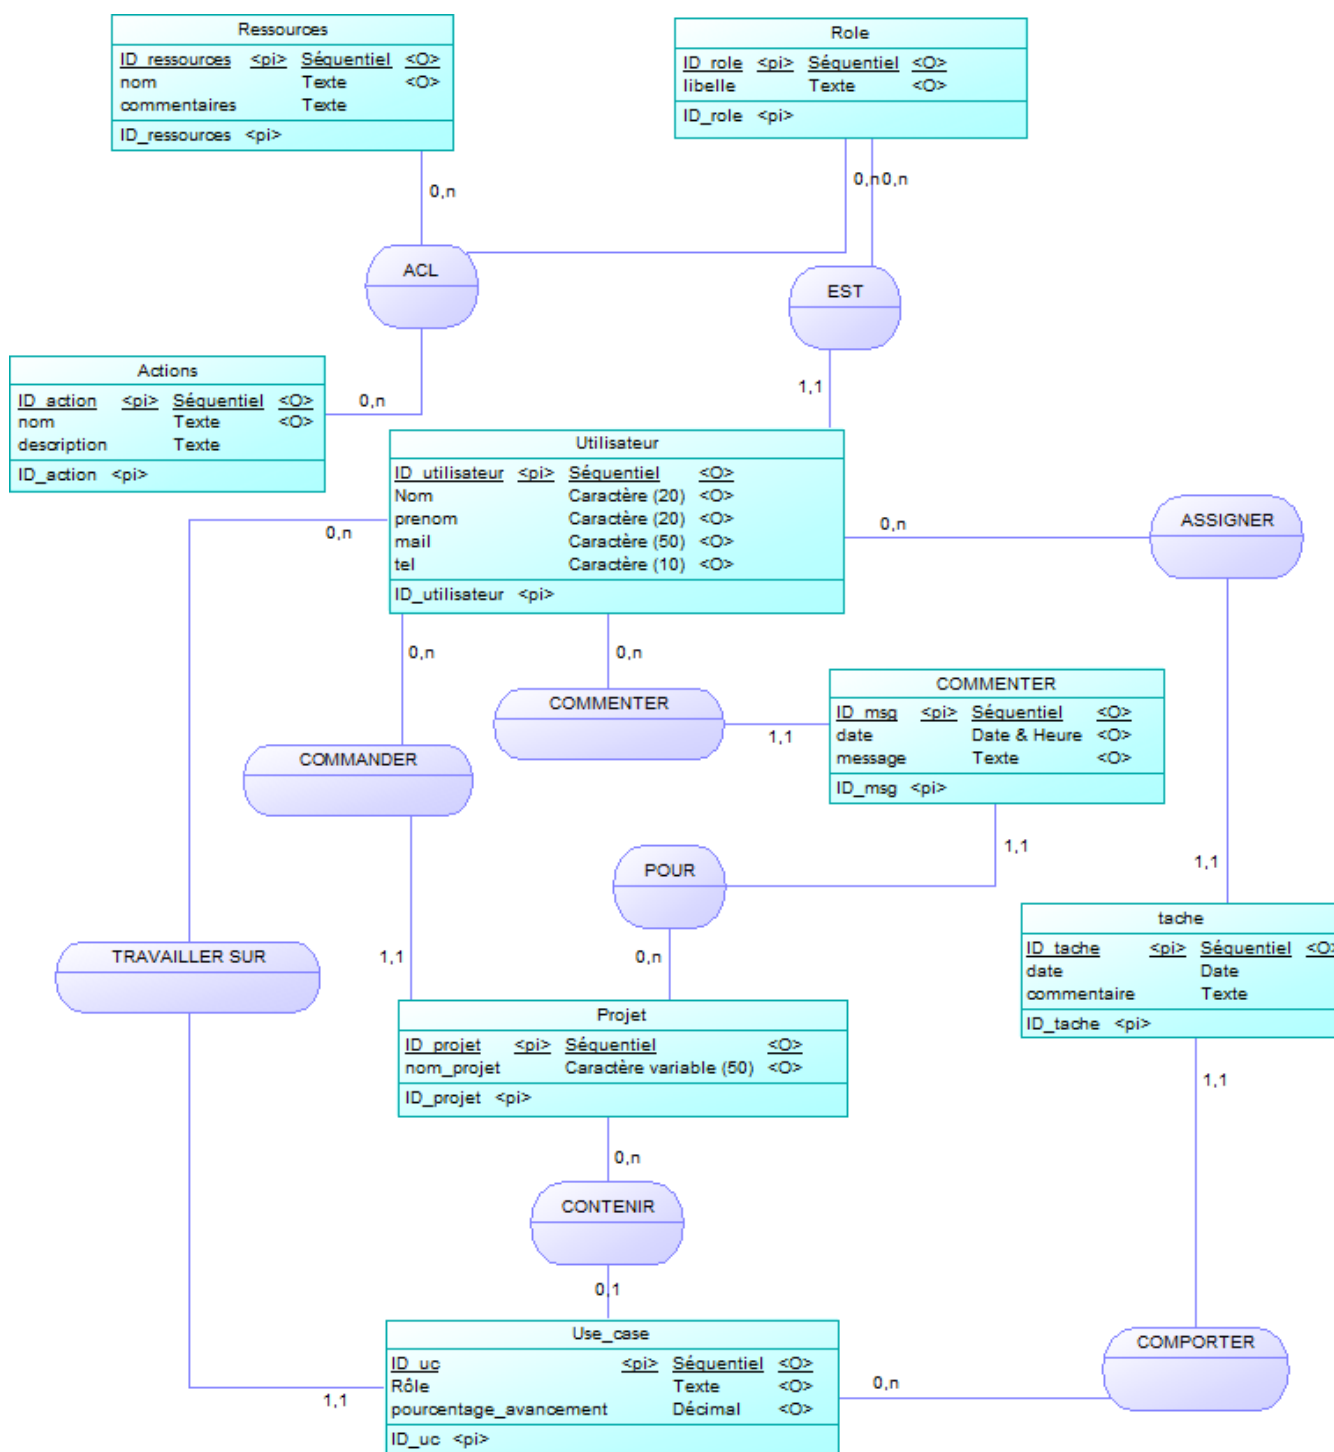 Ressources
ID_ressources <pi> Séquentiel <O>
nom Texte <O>
commentaires Texte
ID_ressources <pi>
Role
ID_role <pi> Séquentiel <O>
libelle Texte <O>
ID_role <pi>
0,n
0,n
0,n
ACL
EST
1,1
Actions
ID_action <pi> Séquentiel <O>
nom Texte <O>
description Texte
ID_action <pi>
0,n
Utilisateur
ID_utilisateur <pi> Séquentiel <O>
Nom Caractère (20) <O>
prenom Caractère (20) <O>
mail Caractère (50) <O>
tel Caractère (10) <O>
ID_utilisateur <pi>
0,n
0,n
ASSIGNER
0,n
0,n
COMMENTER
COMMENTER
ID_msg <pi> Séquentiel <O>
date Date & Heure <O>
message Texte <O>
ID_msg <pi>
1,1
COMMANDER
1,1
1,1
POUR
TRAVAILLER SUR
1,1
0,n
tache
ID_tache <pi> Séquentiel <O>
date Date
commentaire Texte
ID_tache <pi>
Projet
ID_projet <pi> Séquentiel <O>
nom_projet Caractère variable (50) <O>
ID_projet <pi>
1,1
0,n
CONTENIR
0,1
Use_case
ID_uc <pi> Séquentiel <O>
Rôle Texte <O>
pourcentage_avancement Décimal <O>
ID_uc <pi>
1,1
0,n
COMPORTER